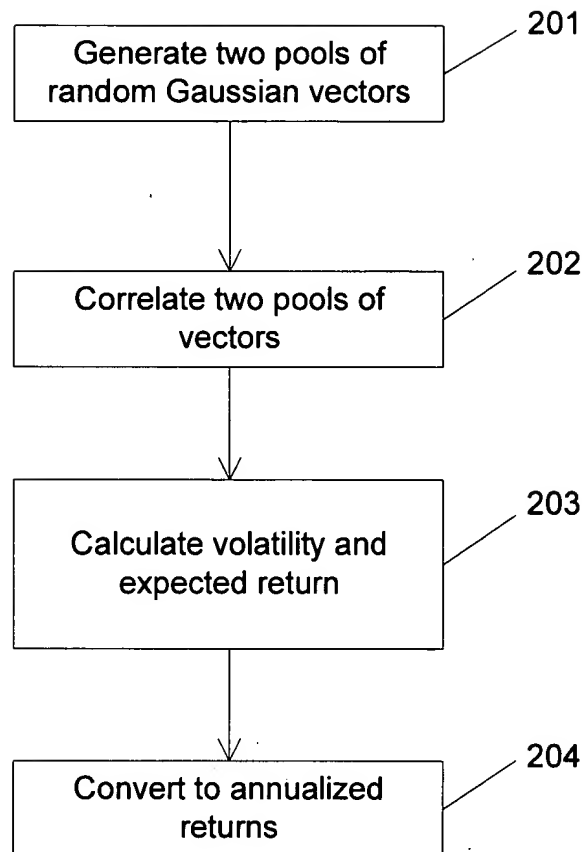 201
Generate two pools of
random Gaussian vectors
202
Correlate two pools of
vectors
203
Calculate volatility and
expected return
204
Convert to annualized
returns